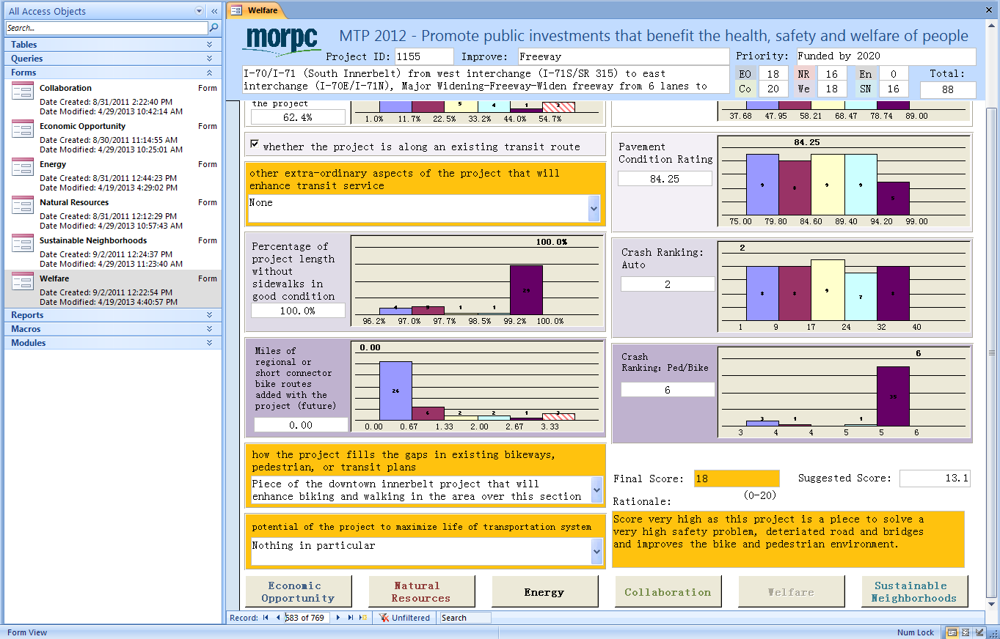 All Access Objects
Search...
Tables
Queries
Forms
Collaboration Form
Date Created: 8/31/2011 2:22:40 PM
Date Modified: 4/29/2013 10:42:14 AM
Economic Opportunity Form
Date Created: 8/30/2011 11:14:55 AM
Date Modified: 4/29/2013 10:25:01 AM
Energy Form
Date Created: 8/31/2011 12:44:23 PM
Date Modified: 4/19/2013 4:29:02 PM
Natural Resources Form
Date Created: 8/31/2011 12:12:29 PM
Date Modified: 4/29/2013 10:57:43 AM
Sustainable Neighborhoods Form
Date Created: 9/2/2011 12:24:37 PM
Date Modified: 4/29/2013 11:23:40 AM
Welfare Form
Date Created: 9/2/2011 12:22:54 PM
Date Modified: 4/19/2013 4:40:57 PM
Reports
Macros
Modules
Welfare
morpc
MTP 2012 - Promote public investments that benefit the health, safety and welfare of people
Project ID: 1155 Improve: Freeway Priority: Funded by 2020
I-70/I-71 (South Innerbelt) from west interchange (I-71S/SR 315) to east
interchange (I-70E/I-71N), Major Widening-Freeway-Widen freeway from 6 lanes to
EO 18 NR 16 En 0 Total:
Co 20 We 18 SN 16 88
the project
62.4%
5 4 1 3
1.0% 11.7% 22.5% 33.2% 44.0% 54.7%
whether the project is along an existing transit route
other extra-ordinary aspects of the project that will
enhance transit service
None
Percentage of
project length
without
sidewalks in
good condition
100.0%
100.0%
4 5 1 1 24
96.2% 97.0% 97.7% 98.5% 99.2% 100.0%
Miles of
regional or
short connector
bike routes
added with the
project (future)
0.00
0.00
26 6 2 2 1 3
0.00 0.67 1.33 2.00 2.67 3.33
how the project fills the gaps in existing bikeways,
pedestrian, or transit plans
Piece of the downtown innerbelt project that will
enhance biking and walking in the area over this section
potential of the project to maximize life of transportation system
Nothing in particular
37.68 47.95 58.21 68.47 78.74 89.00
Pavement
Condition Rating
84.25
84.25
9 8 9 9 5
75.00 79.80 84.60 89.40 94.20 99.00
Crash Ranking:
Auto
2
2
8 8 9 7 8
1 9 17 24 32 40
Crash
Ranking: Ped/Bike
6
6
3 1 1 35
3 4 4 5 5 6
Final Score: 18 Suggested Score: 13.1
(0-20)
Rationale:
Score very high as this project is a piece to solve a
very high safety problem, deteriated road and bridges
and improves the bike and pedestrian environment.
Economic
Opportunity
Natural
Resources
Energy
Collaboration
Welfare
Sustainable
Neighborhoods
Record: 583 of 769 Unfiltered Search
Form View Num Lock